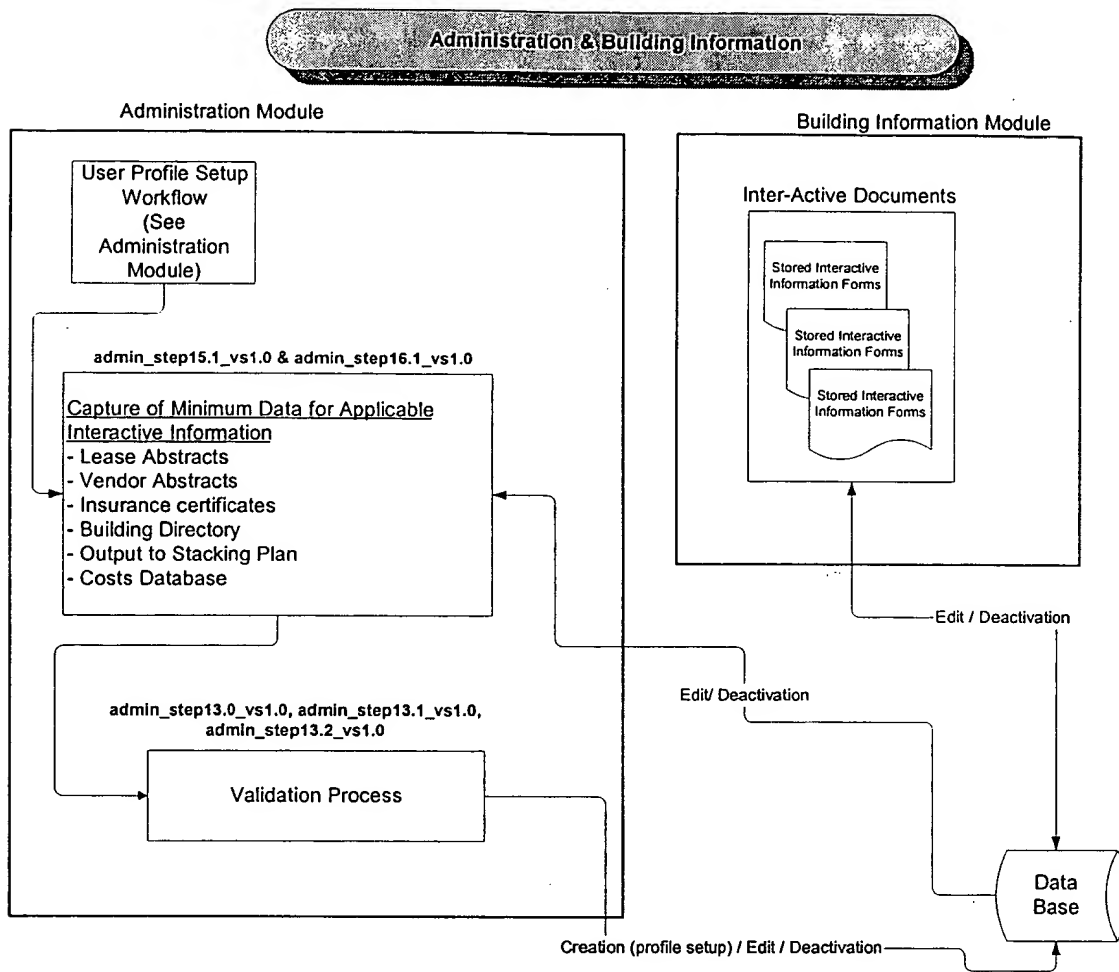 Administration & Building Information
Administration Module
User Profile Setup
Workflow
(See
Administration
Module)
admin_step15.1_vs1.0 & admin_step16.1_vs1.0
Capture of Minimum Data for Applicable
Interactive Information
- Lease Abstracts
- Vendor Abstracts
- Insurance certificates
- Building Directory
- Output to Stacking Plan
- Costs Database
admin_step13.0_vs1.0, admin_step13.1_vs1.0,
admin_step13.2_vs1.0
Validation Process
Building Information Module
Inter-Active Documents
Stored Interactive
Information Forms
Stored Interactive
Information Forms
Stored Interactive
Information Forms
Edit / Deactivation
Edit/ Deactivation
Data
Base
Creation (profile setup) / Edit / Deactivation